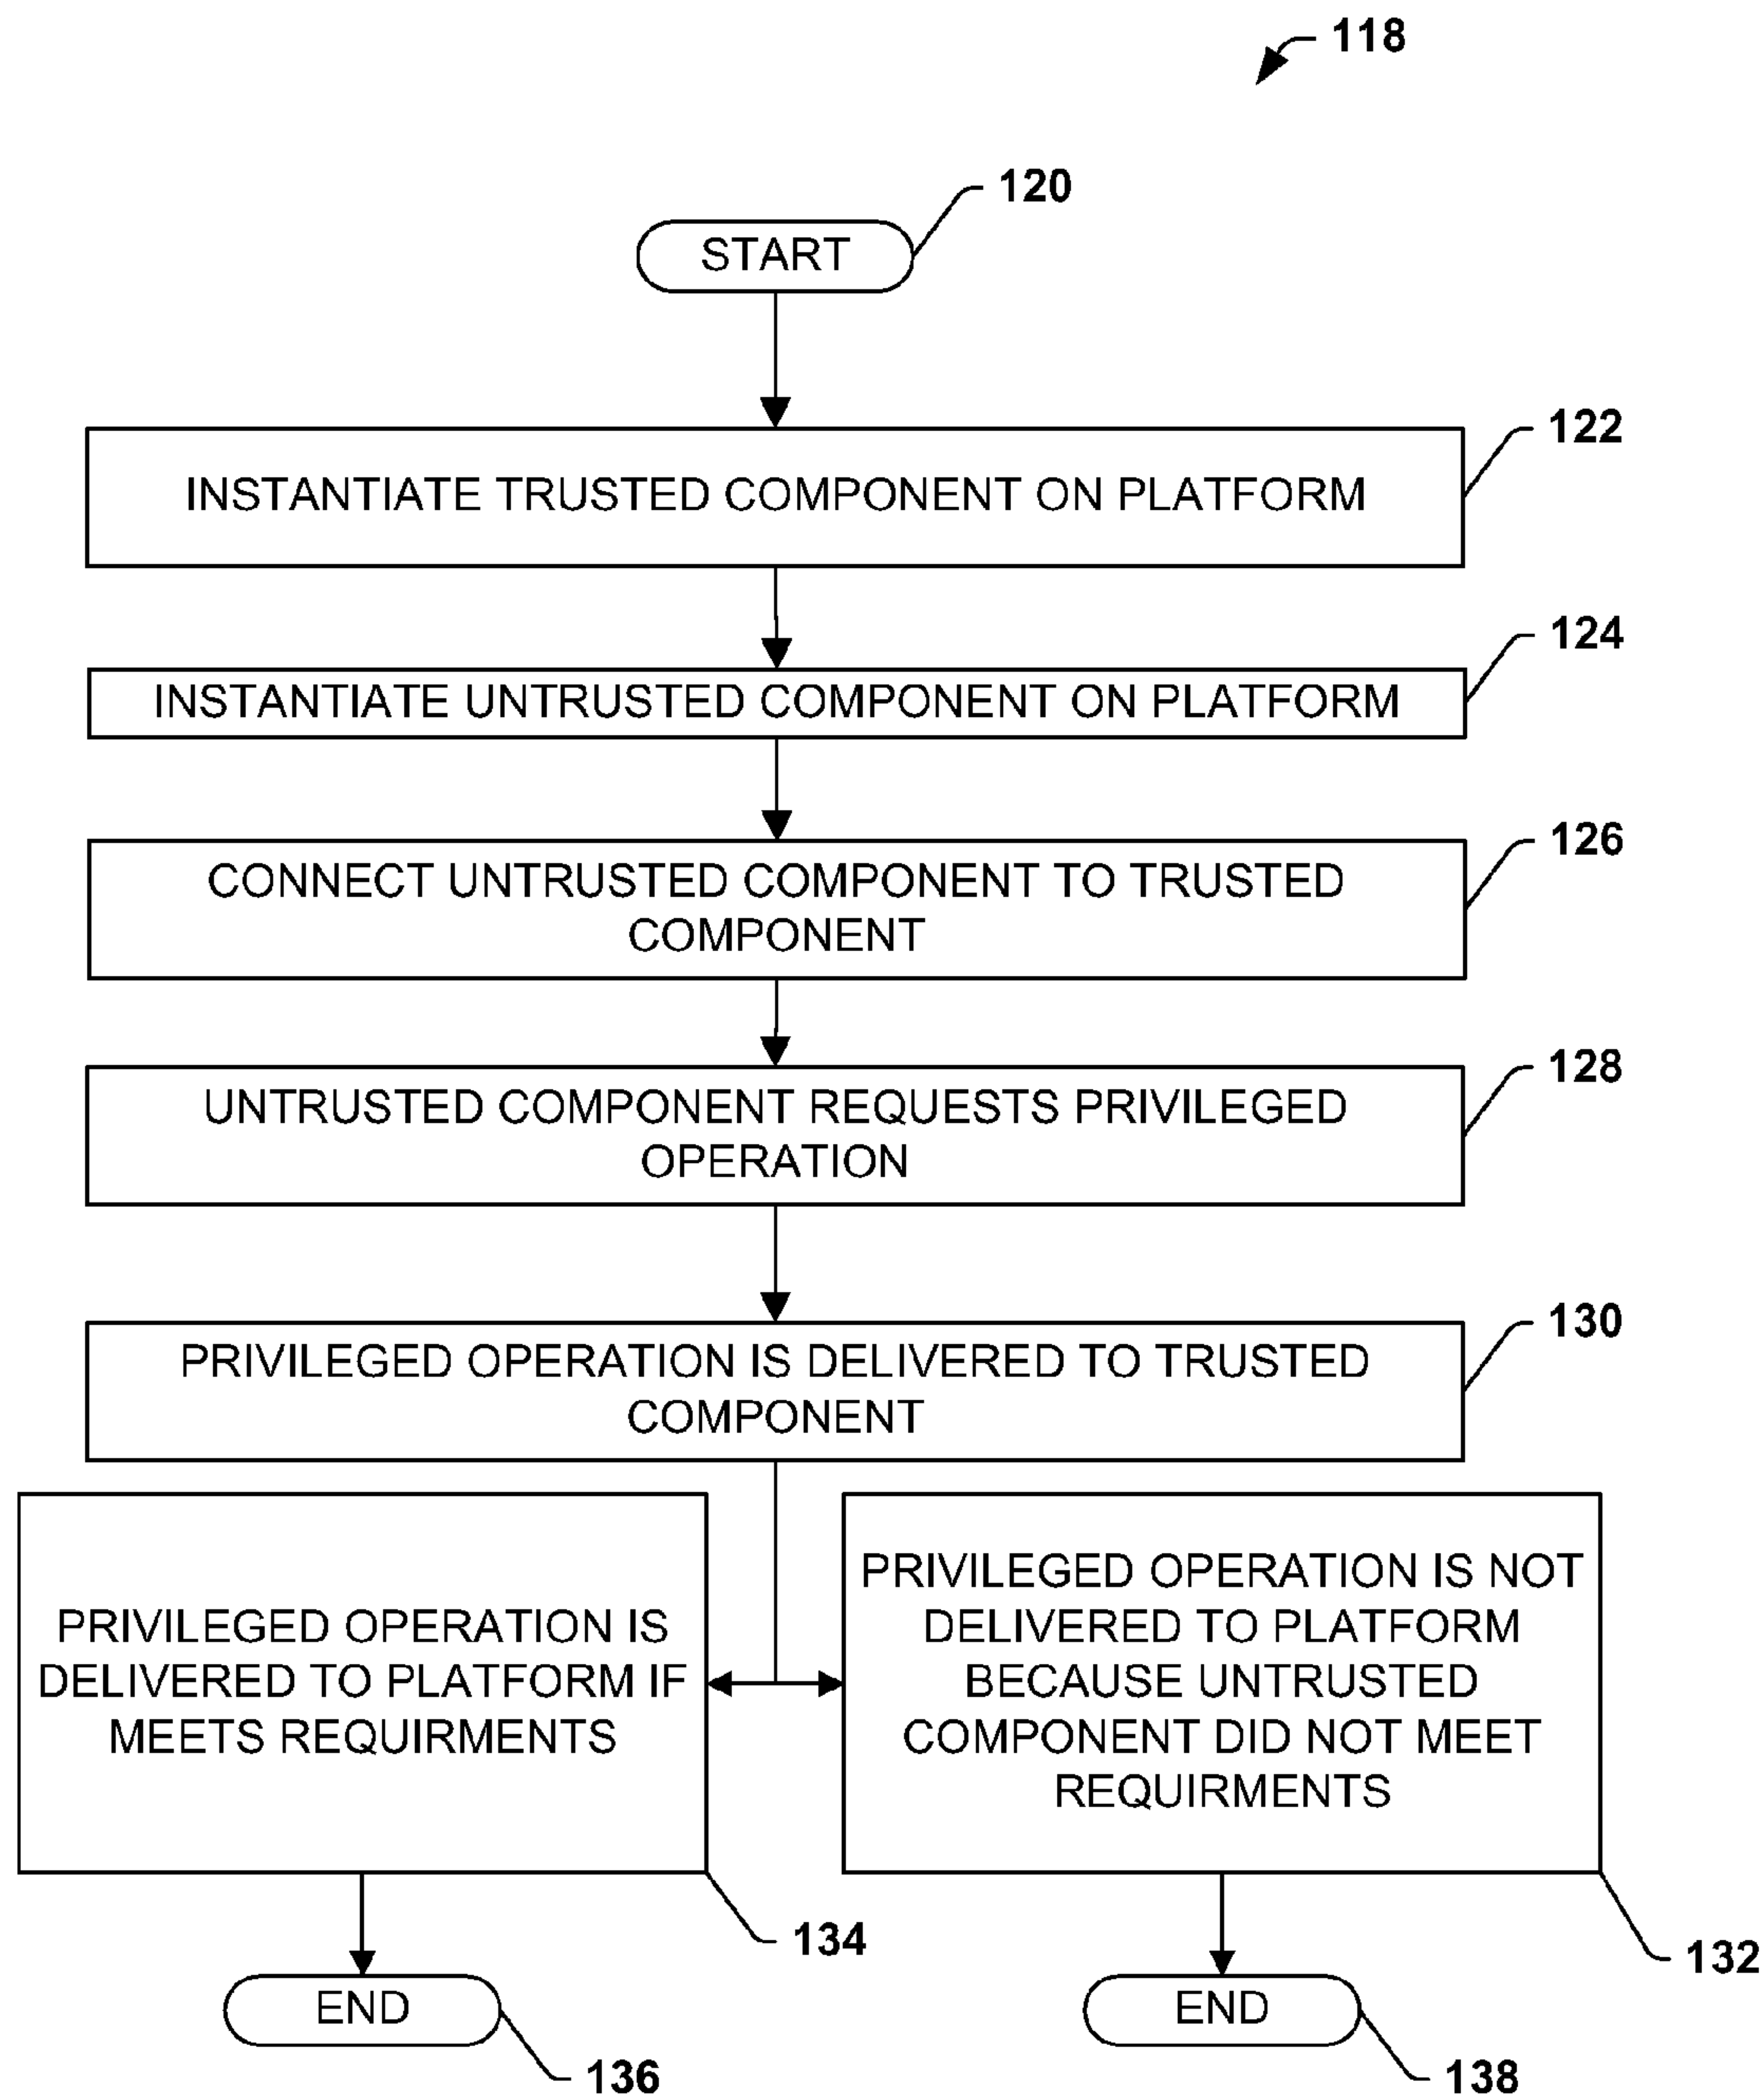 118
120
START
122
INSTANTIATE TRUSTED COMPONENT ON PLATFORM
124
INSTANTIATE UNTRUSTED COMPONENT ON PLATFORM
126
CONNECT UNTRUSTED COMPONENT TO TRUSTED
COMPONENT
128
UNTRUSTED COMPONENT REQUESTS PRIVILEGED
OPERATION
130
PRIVILEGED OPERATION IS DELIVERED TO TRUSTED
COMPONENT
PRIVILEGED OPERATION IS
DELIVERED TO PLATFORM IF
MEETS REQUIRMENTS
134
PRIVILEGED OPERATION IS NOT
DELIVERED TO PLATFORM
BECAUSE UNTRUSTED
COMPONENT DID NOT MEET
REQUIRMENTS
132
END
136
END
138